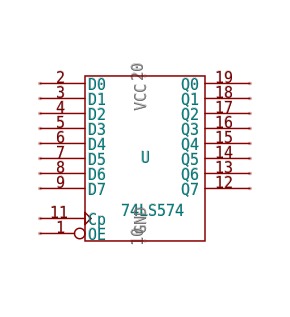 VCC 20
2 D0 Q0 19
3 D1 Q1 18
4 D2 Q2 17
5 D3 Q3 16
6 D4 Q4 15
7 D5 Q5 14
8 D6 Q6 13
9 D7 Q7 12
U
74LS574
11 Cp
1 OE
10 GND